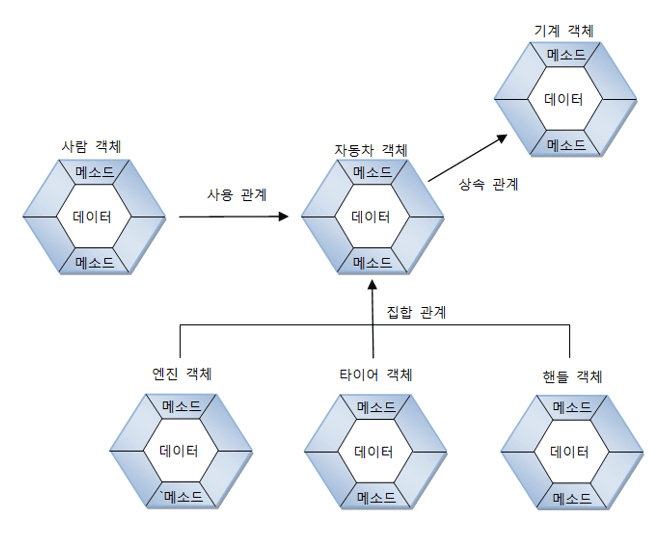 기계 객체
메소드
데이터
메소드
사람 객체
메소드
데이터
메소드
사용 관계
자동차 객체
메소드
데이터
메소드
상속 관계
집합 관계
엔진 객체
메소드
데이터
`메소드
타이어 객체
메소드
데이터
메소드
핸들 객체
메소드
데이터
메소드